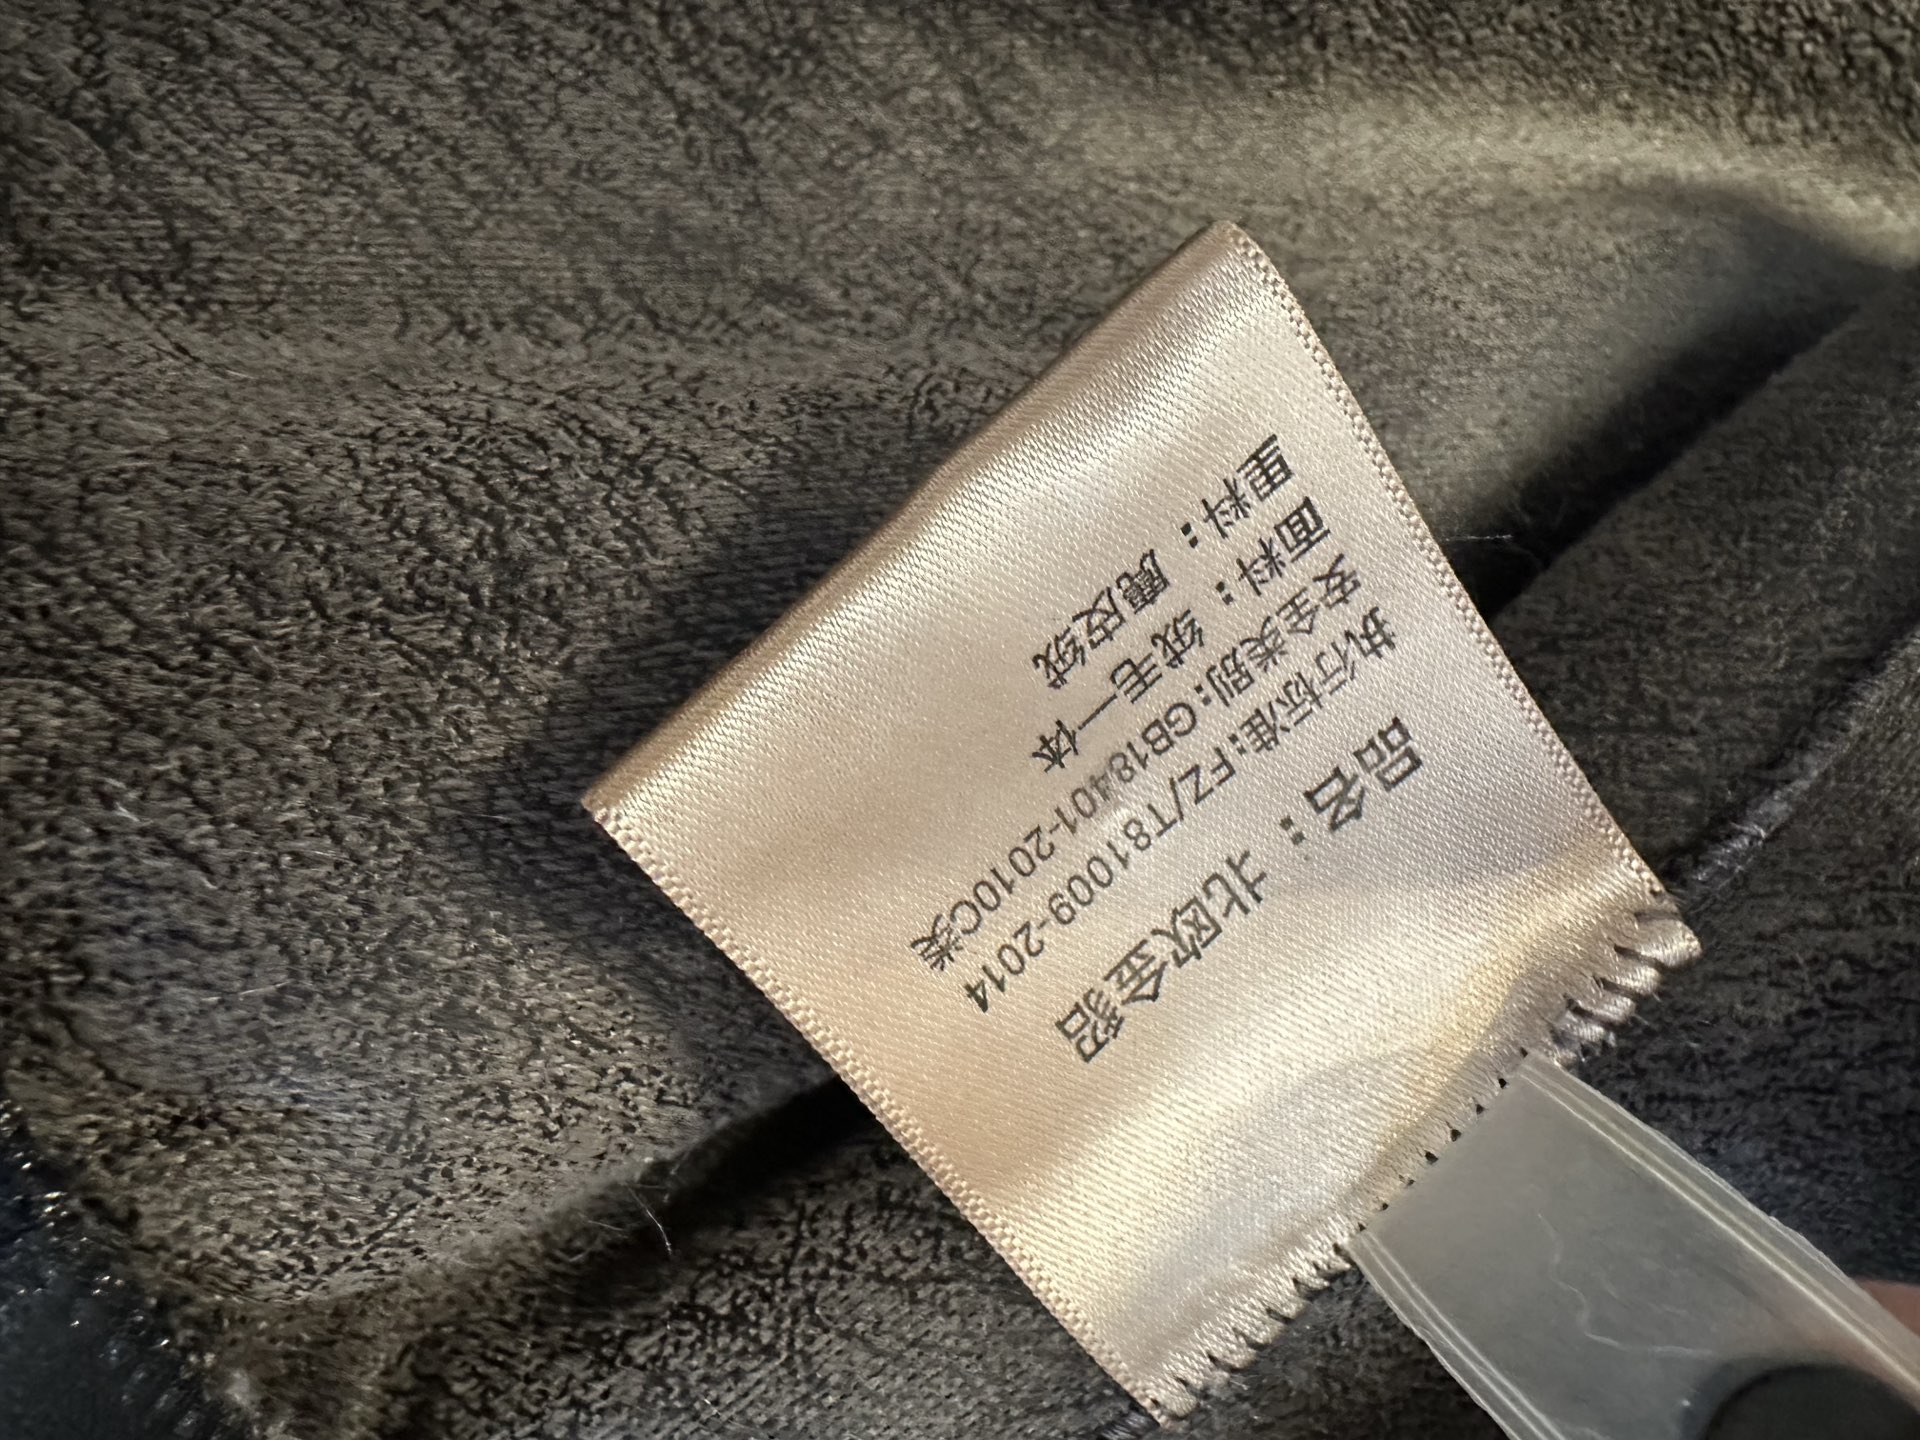 品名：北欧金貂
执行标准:FZ/T81009-2014
安全类别:GB18401-2010C类
面料：绒毛一体
里料：麂皮绒